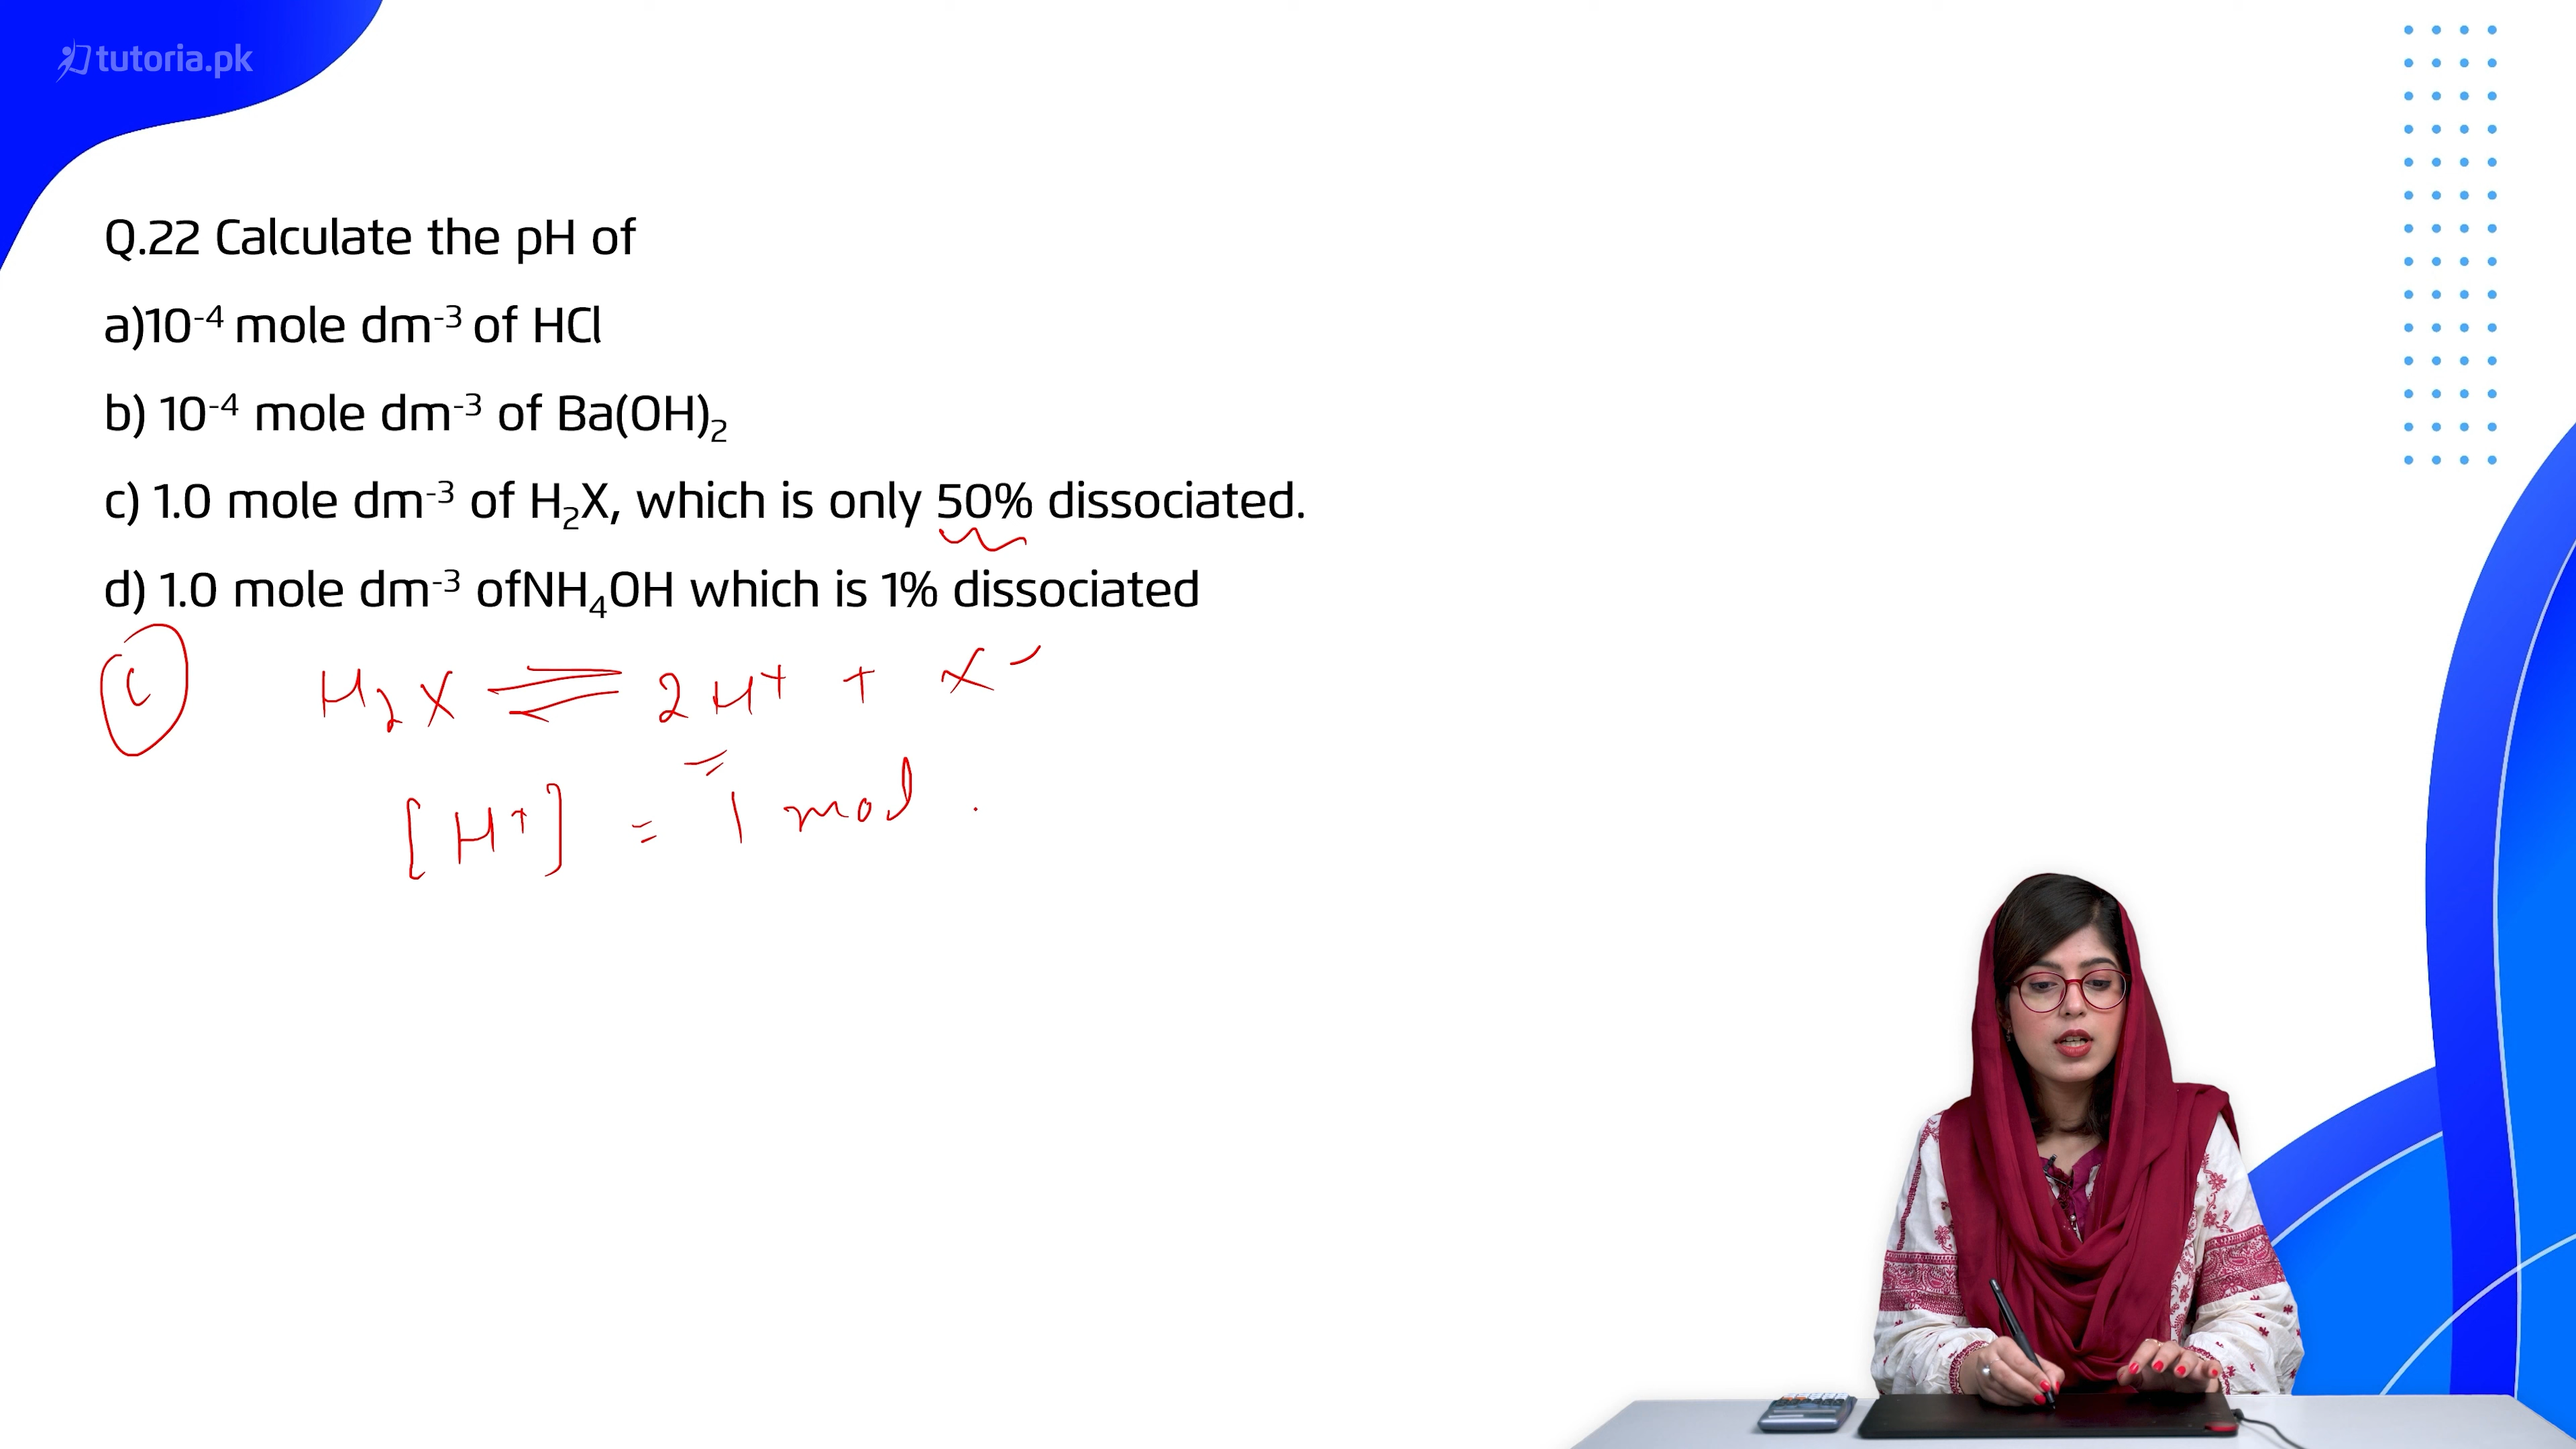 tutoria.pk
Q.22 Calculate the pH of
a)10⁻⁴ mole dm⁻³ of HCl
b) 10⁻⁴ mole dm⁻³ of Ba(OH)₂
c) 1.0 mole dm⁻³ of H₂X, which is only 50% dissociated.
d) 1.0 mole dm⁻³ ofNH₄OH which is 1% dissociated
c H₂X ⇌ 2H⁺ + X⁻
[H⁺] = 1 mol .